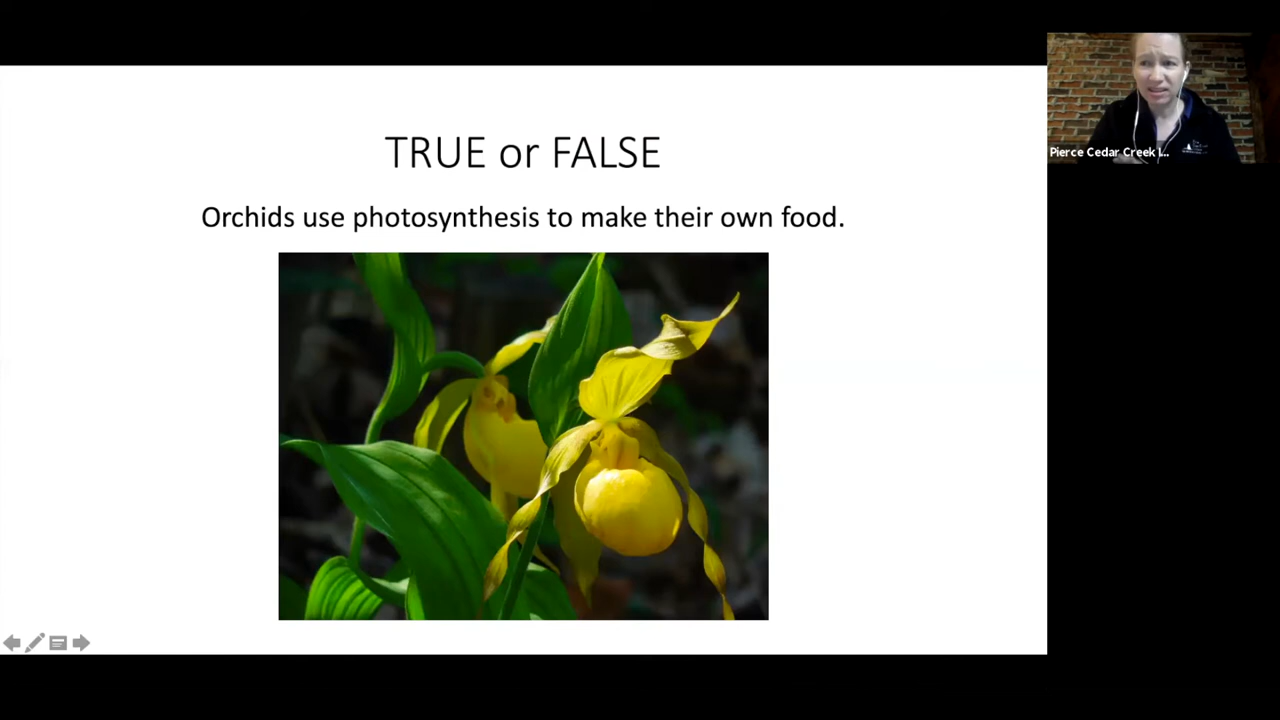 TRUE or FALSE
Orchids use photosynthesis to make their own food.
Pierce Cedar Creek I...